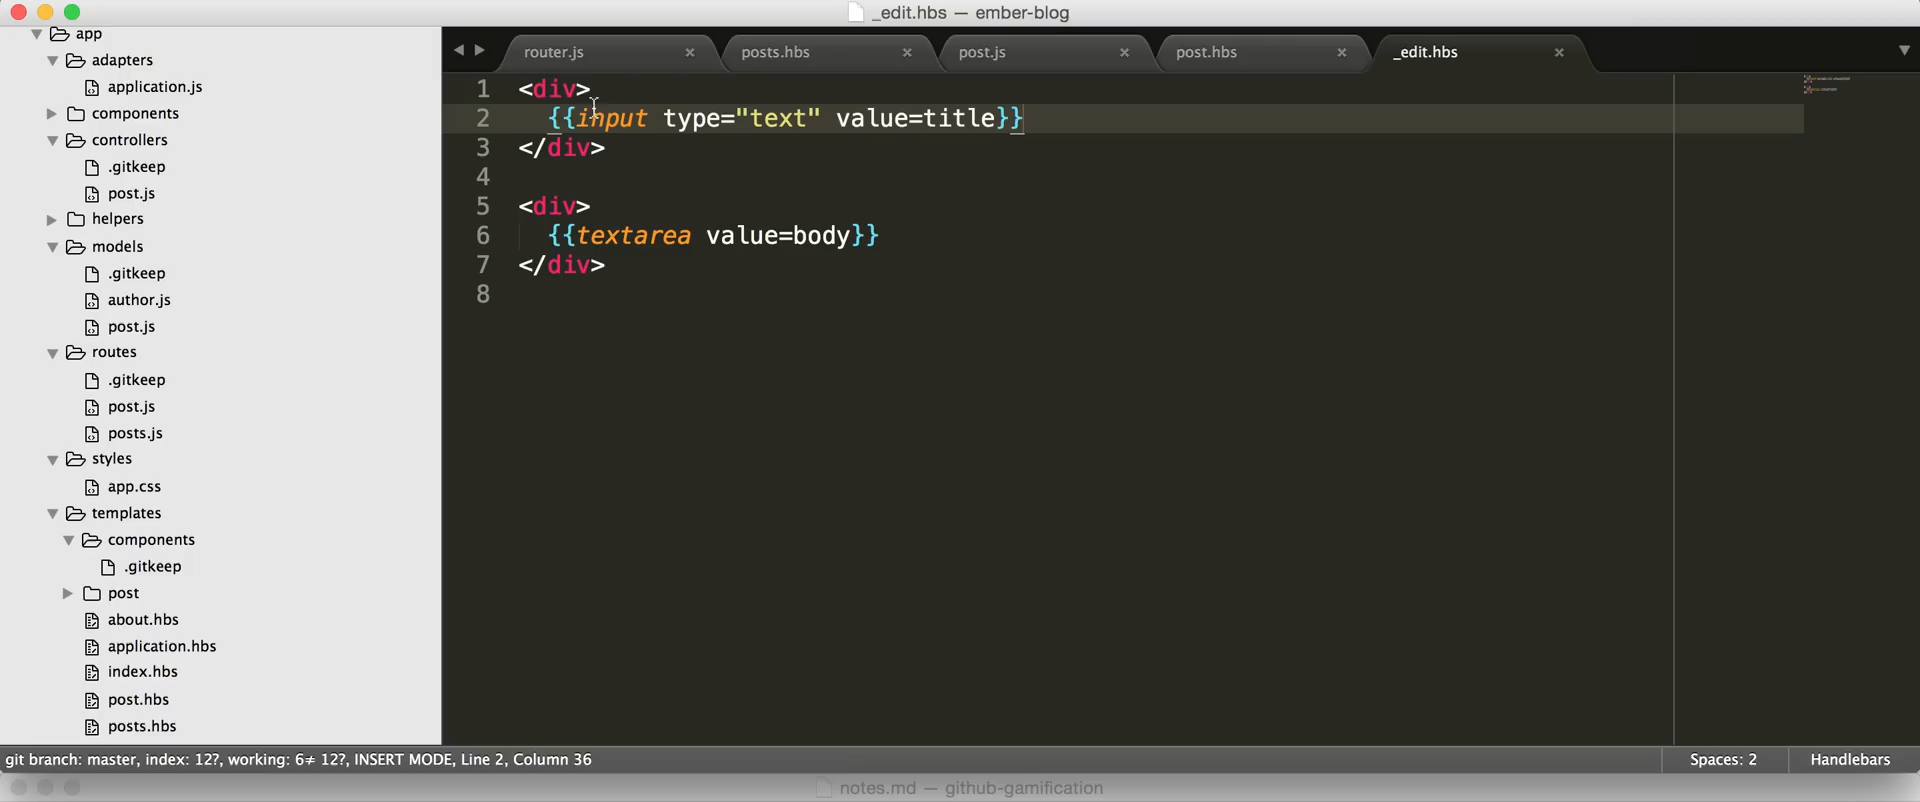 _edit.hbs — ember-blog
app
adapters
application.js
components
controllers
.gitkeep
post.js
helpers
models
.gitkeep
author.js
post.js
routes
.gitkeep
post.js
posts.js
styles
app.css
templates
components
.gitkeep
post
about.hbs
application.hbs
index.hbs
post.hbs
posts.hbs
router.js × posts.hbs × post.js × post.hbs × _edit.hbs ×
1 <div>
2 {{input type="text" value=title}}
3 </div>
4
5 <div>
6 {{textarea value=body}}
7 </div>
8
git branch: master, index: 12?, working: 6≠ 12?, INSERT MODE, Line 2, Column 36 Spaces: 2 Handlebars
notes.md — github-gamification